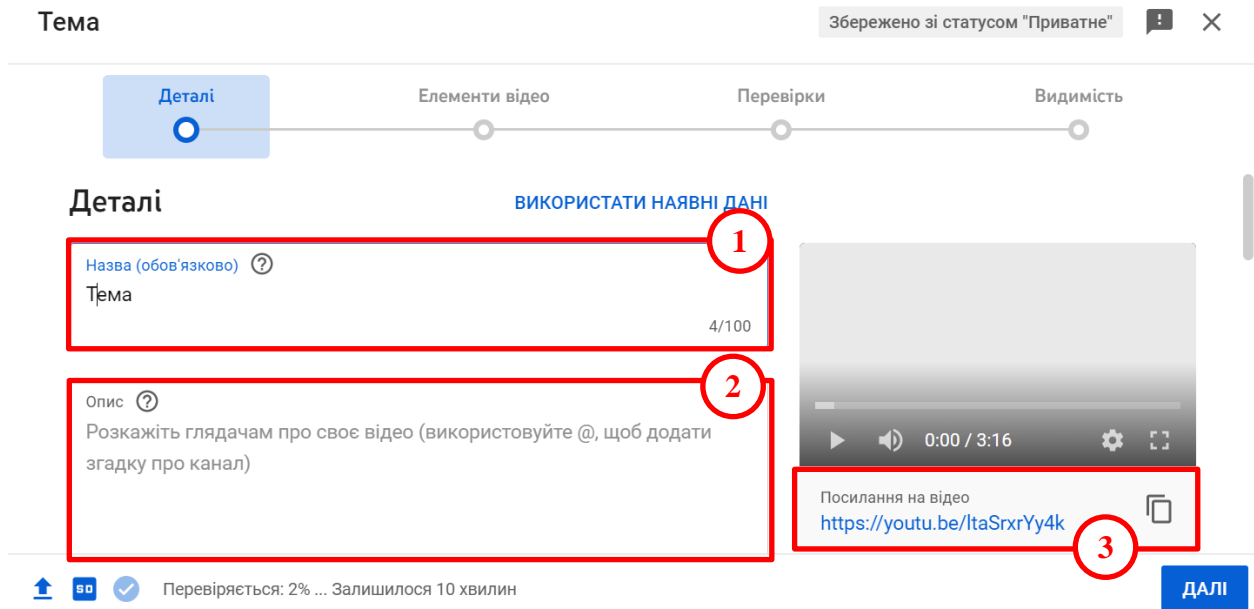 Тема
Збережено зі статусом "Приватне"
Деталі
Елементи відео
Перевірки
Видимість
Деталі
ВИКОРИСТАТИ НАЯВНІ ДАНІ
1
Назва (обов'язково)
Тема
4/100
2
Опис
Розкажіть глядачам про своє відео (використовуйте @, щоб додати
згадку про канал)
0:00 / 3:16
Посилання на відео
https://youtu.be/ltaSrxrYy4k
3
SD
Перевіряється: 2% ... Залишилося 10 хвилин
ДАЛІ